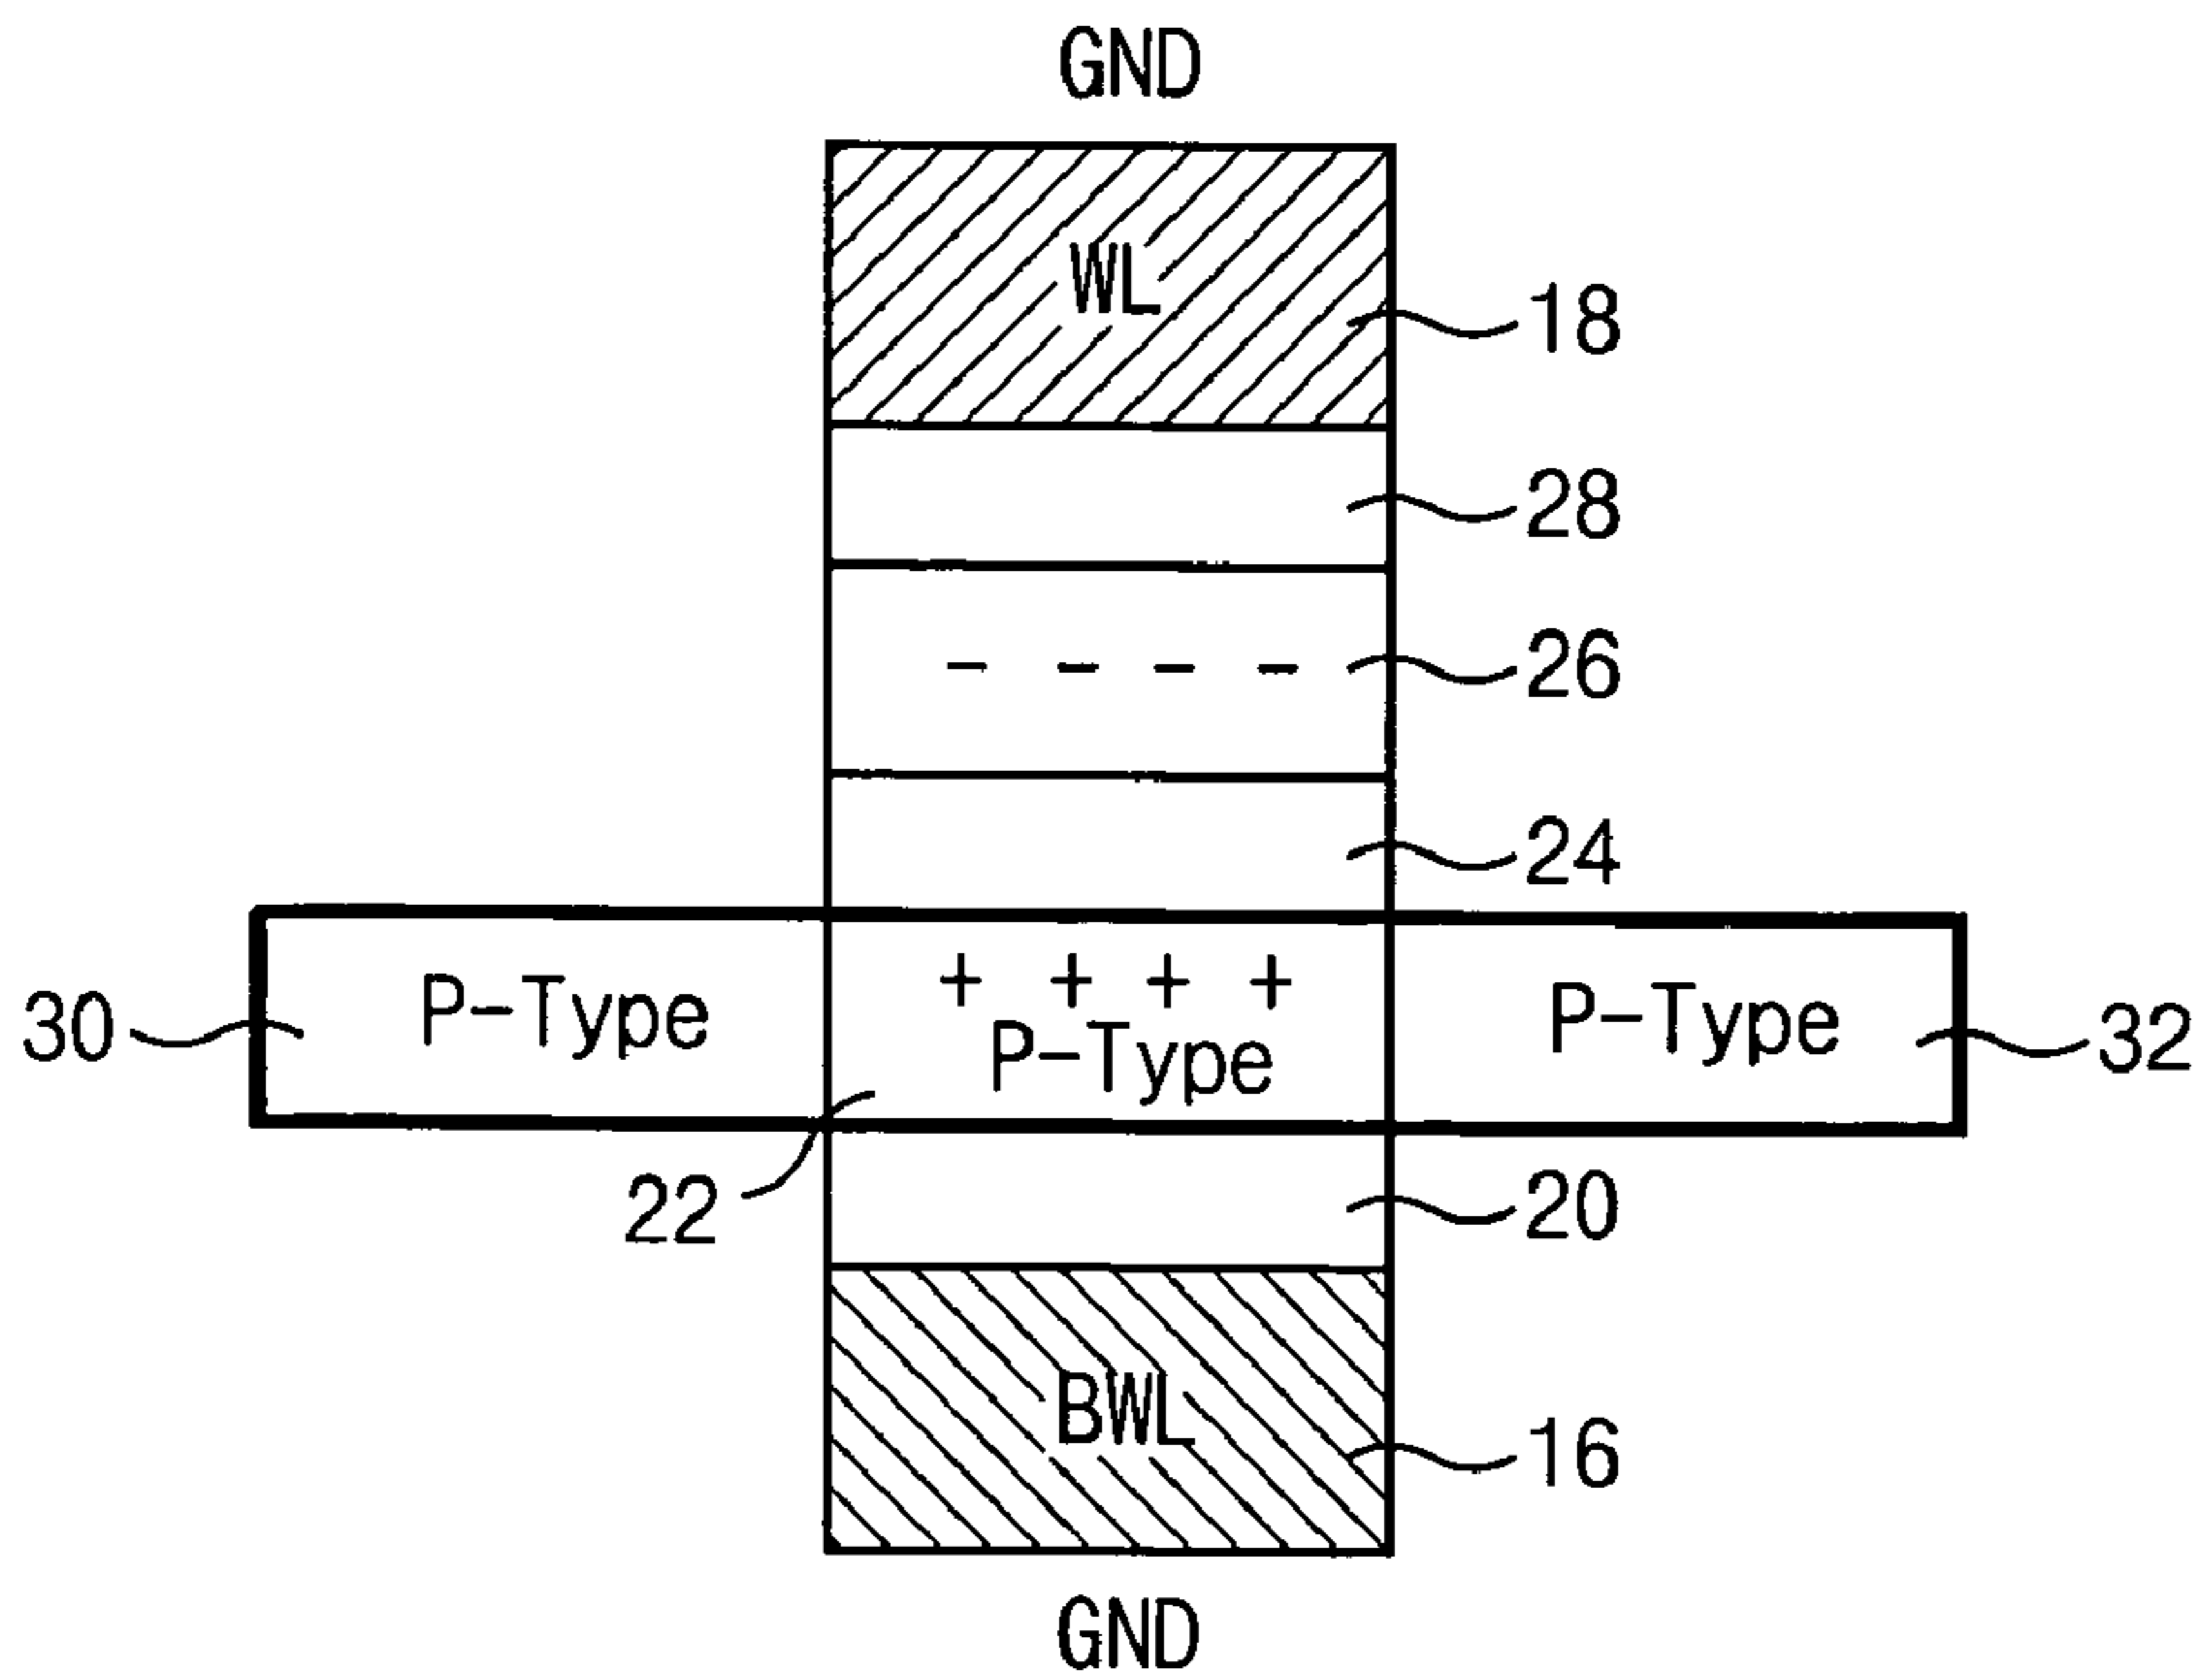 GND
WL
18
28
- - - -
26
24
+ + + +
30
P-Type
P-Type
P-Type
32
22
20
BWL
16
GND